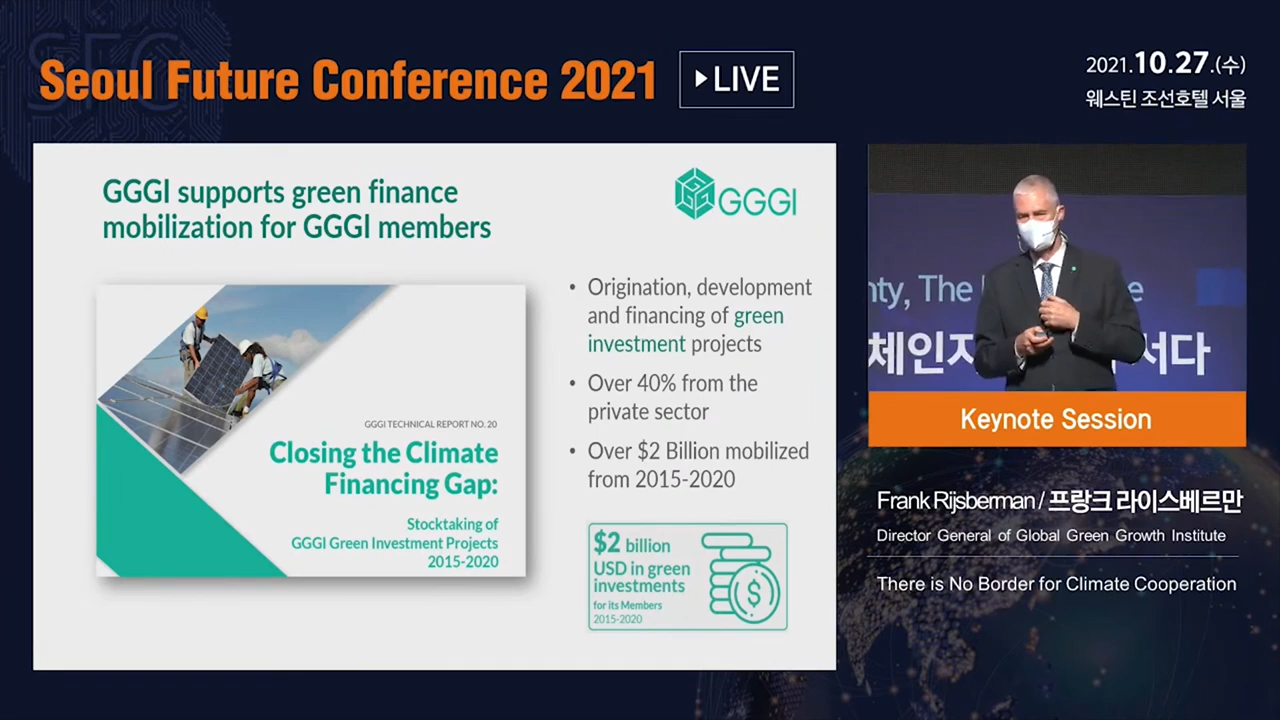 Seoul Future Conference 2021
LIVE
2021.10.27.(수)
웨스틴 조선호텔 서울
GGGI supports green finance
mobilization for GGGI members
GGGI
GGGI TECHNICAL REPORT NO. 20
Closing the Climate
Financing Gap:
Stocktaking of
GGGI Green Investment Projects
2015-2020
• Origination, development
and financing of green
investment projects
• Over 40% from the
private sector
• Over $2 Billion mobilized
from 2015-2020
$2 billion
USD in green
investments
for its Members
2015-2020
$
nty, The
서다
Keynote Session
Frank Rijsberman / 프랑크 라이스베르만
Director General of Global Green Growth Institute
There is No Border for Climate Cooperation